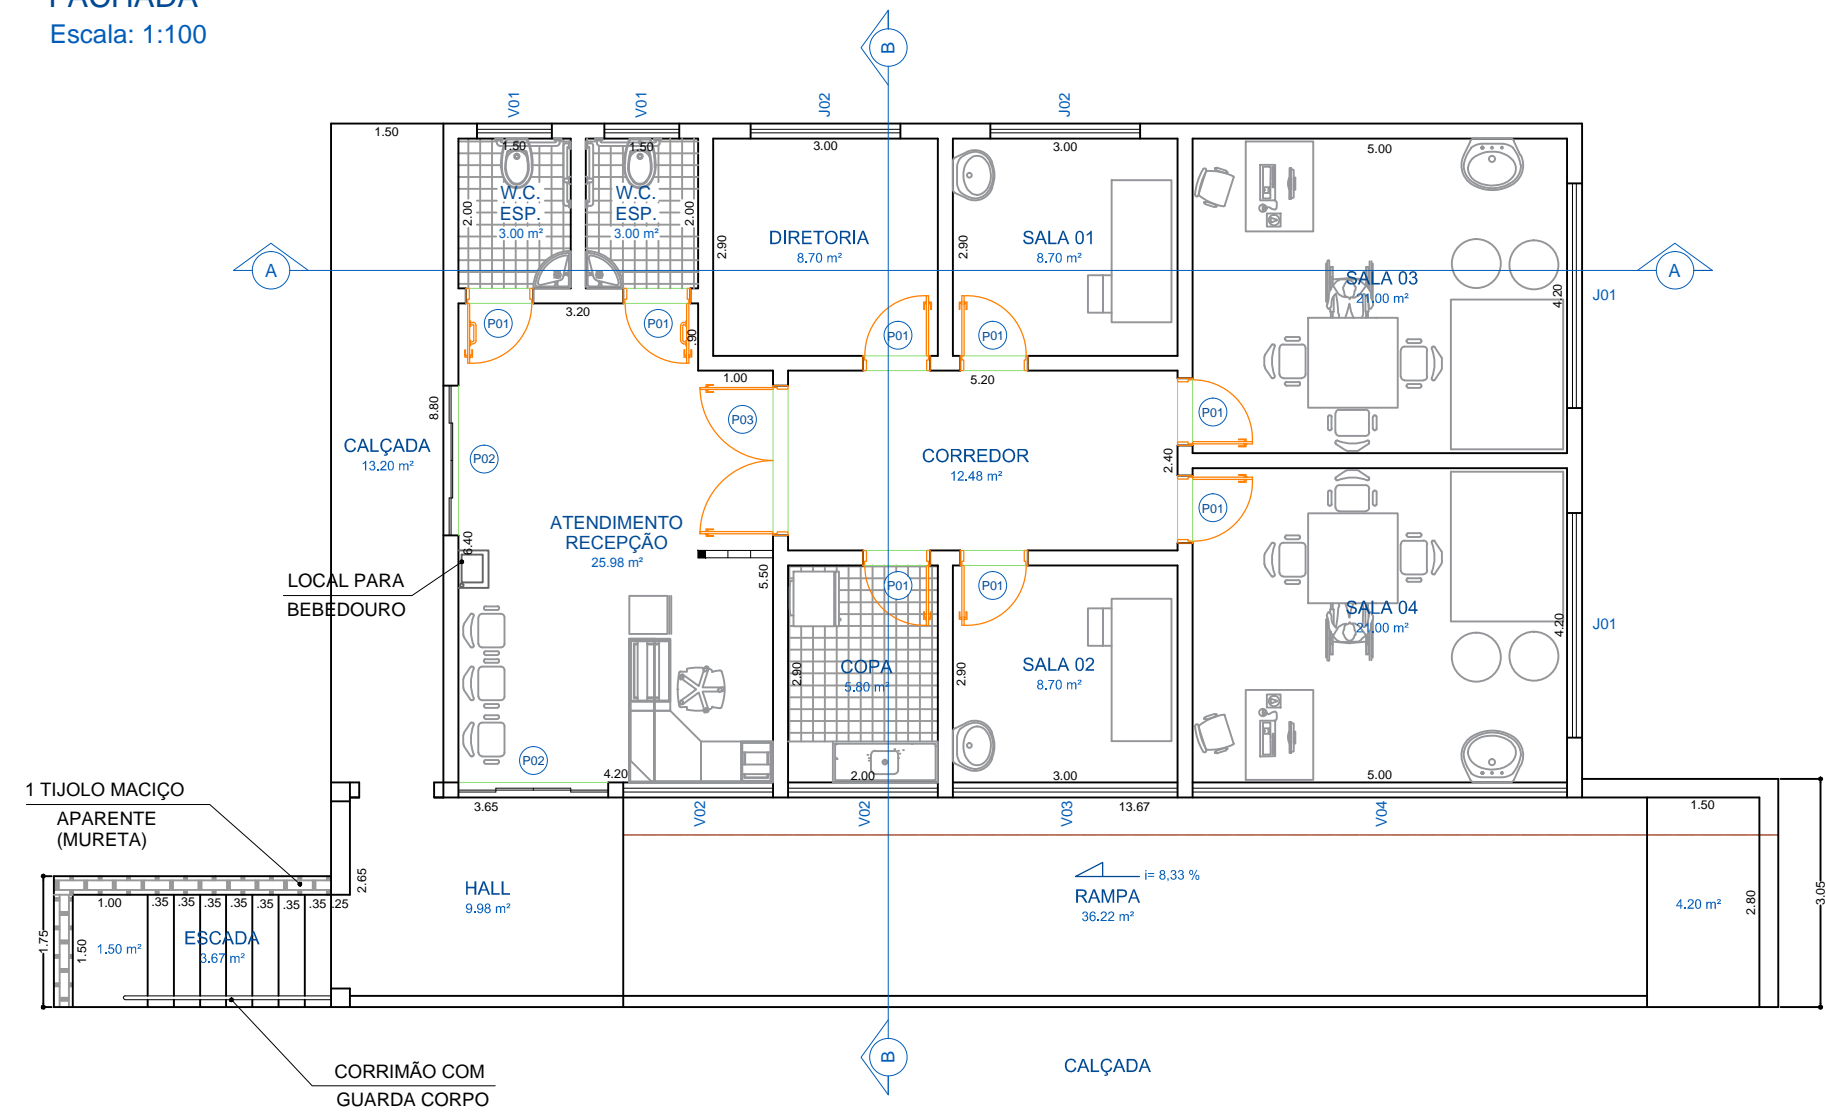 FACHADA
Escala: 1:100
B
V01
V01
J02
J02
1.50
1.50
1.50
3.00
3.00
5.00
W.C.
ESP.
3.00 m²
2.00
W.C.
ESP.
3.00 m²
2.00
DIRETORIA
8.70 m²
2.90
SALA 01
8.70 m²
2.90
SALA 03
21.00 m²
4.20
J01
A
A
3.20
P01
P01
.90
P01
P01
1.00
5.20
8.80
P03
P01
CALÇADA
13.20 m²
P02
CORREDOR
12.48 m²
2.40
P01
ATENDIMENTO
RECEPÇÃO
25.98 m²
6.40
5.50
LOCAL PARA
BEBEDOURO
P01
P01
COPA
5.80 m²
2.90
SALA 02
8.70 m²
2.90
SALA 04
21.00 m²
4.20
J01
P02
4.20
2.00
3.00
5.00
1 TIJOLO MACIÇO
APARENTE
(MURETA)
3.65
V02
V02
V03
13.67
V04
1.50
2.65
HALL
9.98 m²
i= 8,33 %
RAMPA
36.22 m²
4.20 m²
2.80
3.05
1.00
.35
.35
.35
.35
.35
.35
.35
.25
1.75
1.50
1.50 m²
ESCADA
3.67 m²
B
CALÇADA
CORRIMÃO COM
GUARDA CORPO